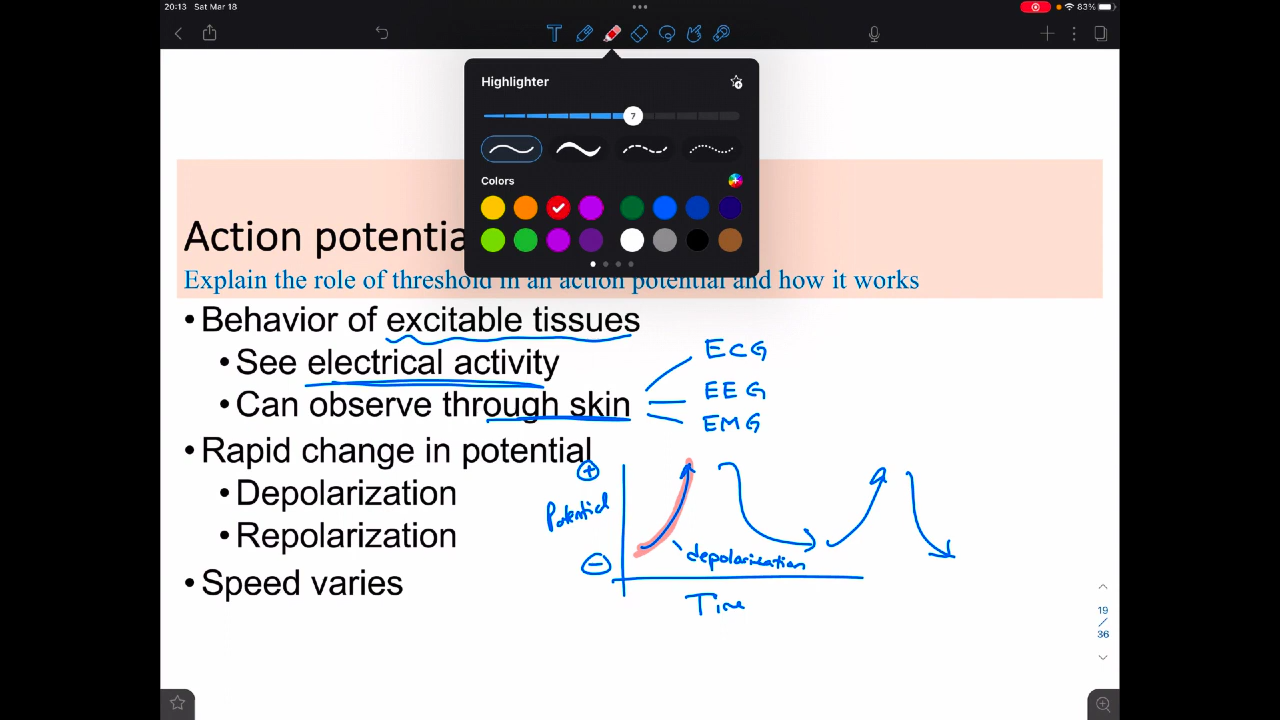 20:13 Sat Mar 18
83%
T
Highlighter
7
Colors
Action potentia
Explain the role of threshold in an action potential and how it works
• Behavior of excitable tissues
• See electrical activity
• Can observe through skin
ECG
EEG
EMG
• Rapid change in potential
• Depolarization
• Repolarization
• Speed varies
+
Potential
−
depolarization
Time
19
/
36